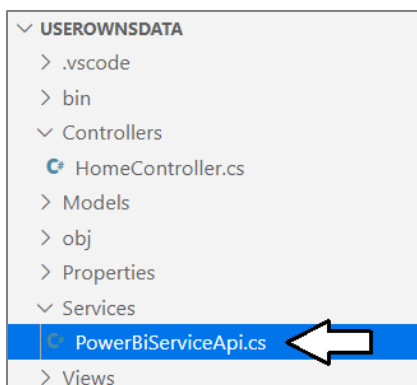 USEROWNSDATA
.vscode
bin
Controllers
C# HomeController.cs
Models
obj
Properties
Services
C# PowerBiServiceApi.cs
Views